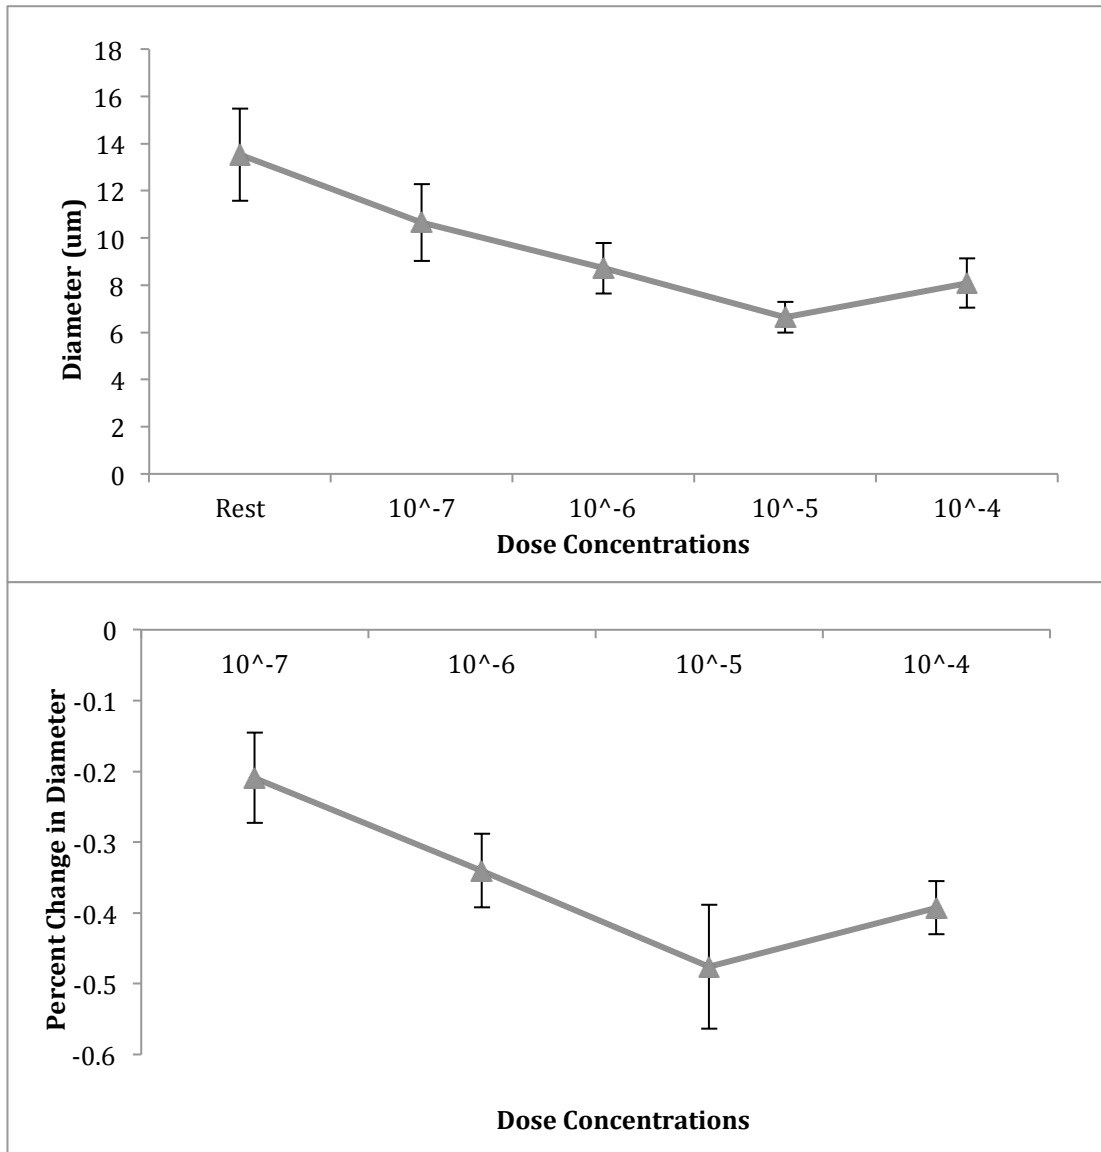 18
16
14
12
10
8
6
4
2
0
Diameter (um)
Rest 10^-7 10^-6 10^-5 10^-4
Dose Concentrations
0
10^-7 10^-6 10^-5 10^-4
-0.1
-0.2
-0.3
-0.4
-0.5
-0.6
Percent Change in Diameter
Dose Concentrations